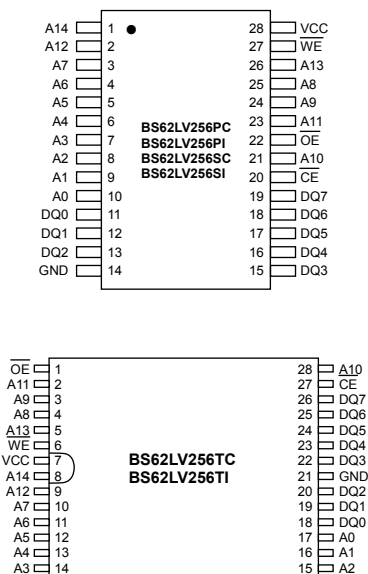 A14 1 28 VCC
A12 2 27 WE
A7 3 26 A13
A6 4 25 A8
A5 5 24 A9
A4 6 23 A11
A3 7 22 OE
A2 8 21 A10
A1 9 20 CE
A0 10 19 DQ7
DQ0 11 18 DQ6
DQ1 12 17 DQ5
DQ2 13 16 DQ4
GND 14 15 DQ3
BS62LV256PC
BS62LV256PI
BS62LV256SC
BS62LV256SI
OE 1 28 A10
A11 2 27 CE
A9 3 26 DQ7
A8 4 25 DQ6
A13 5 24 DQ5
WE 6 23 DQ4
VCC 7 22 DQ3
A14 8 21 GND
A12 9 20 DQ2
A7 10 19 DQ1
A6 11 18 DQ0
A5 12 17 A0
A4 13 16 A1
A3 14 15 A2
BS62LV256TC
BS62LV256TI